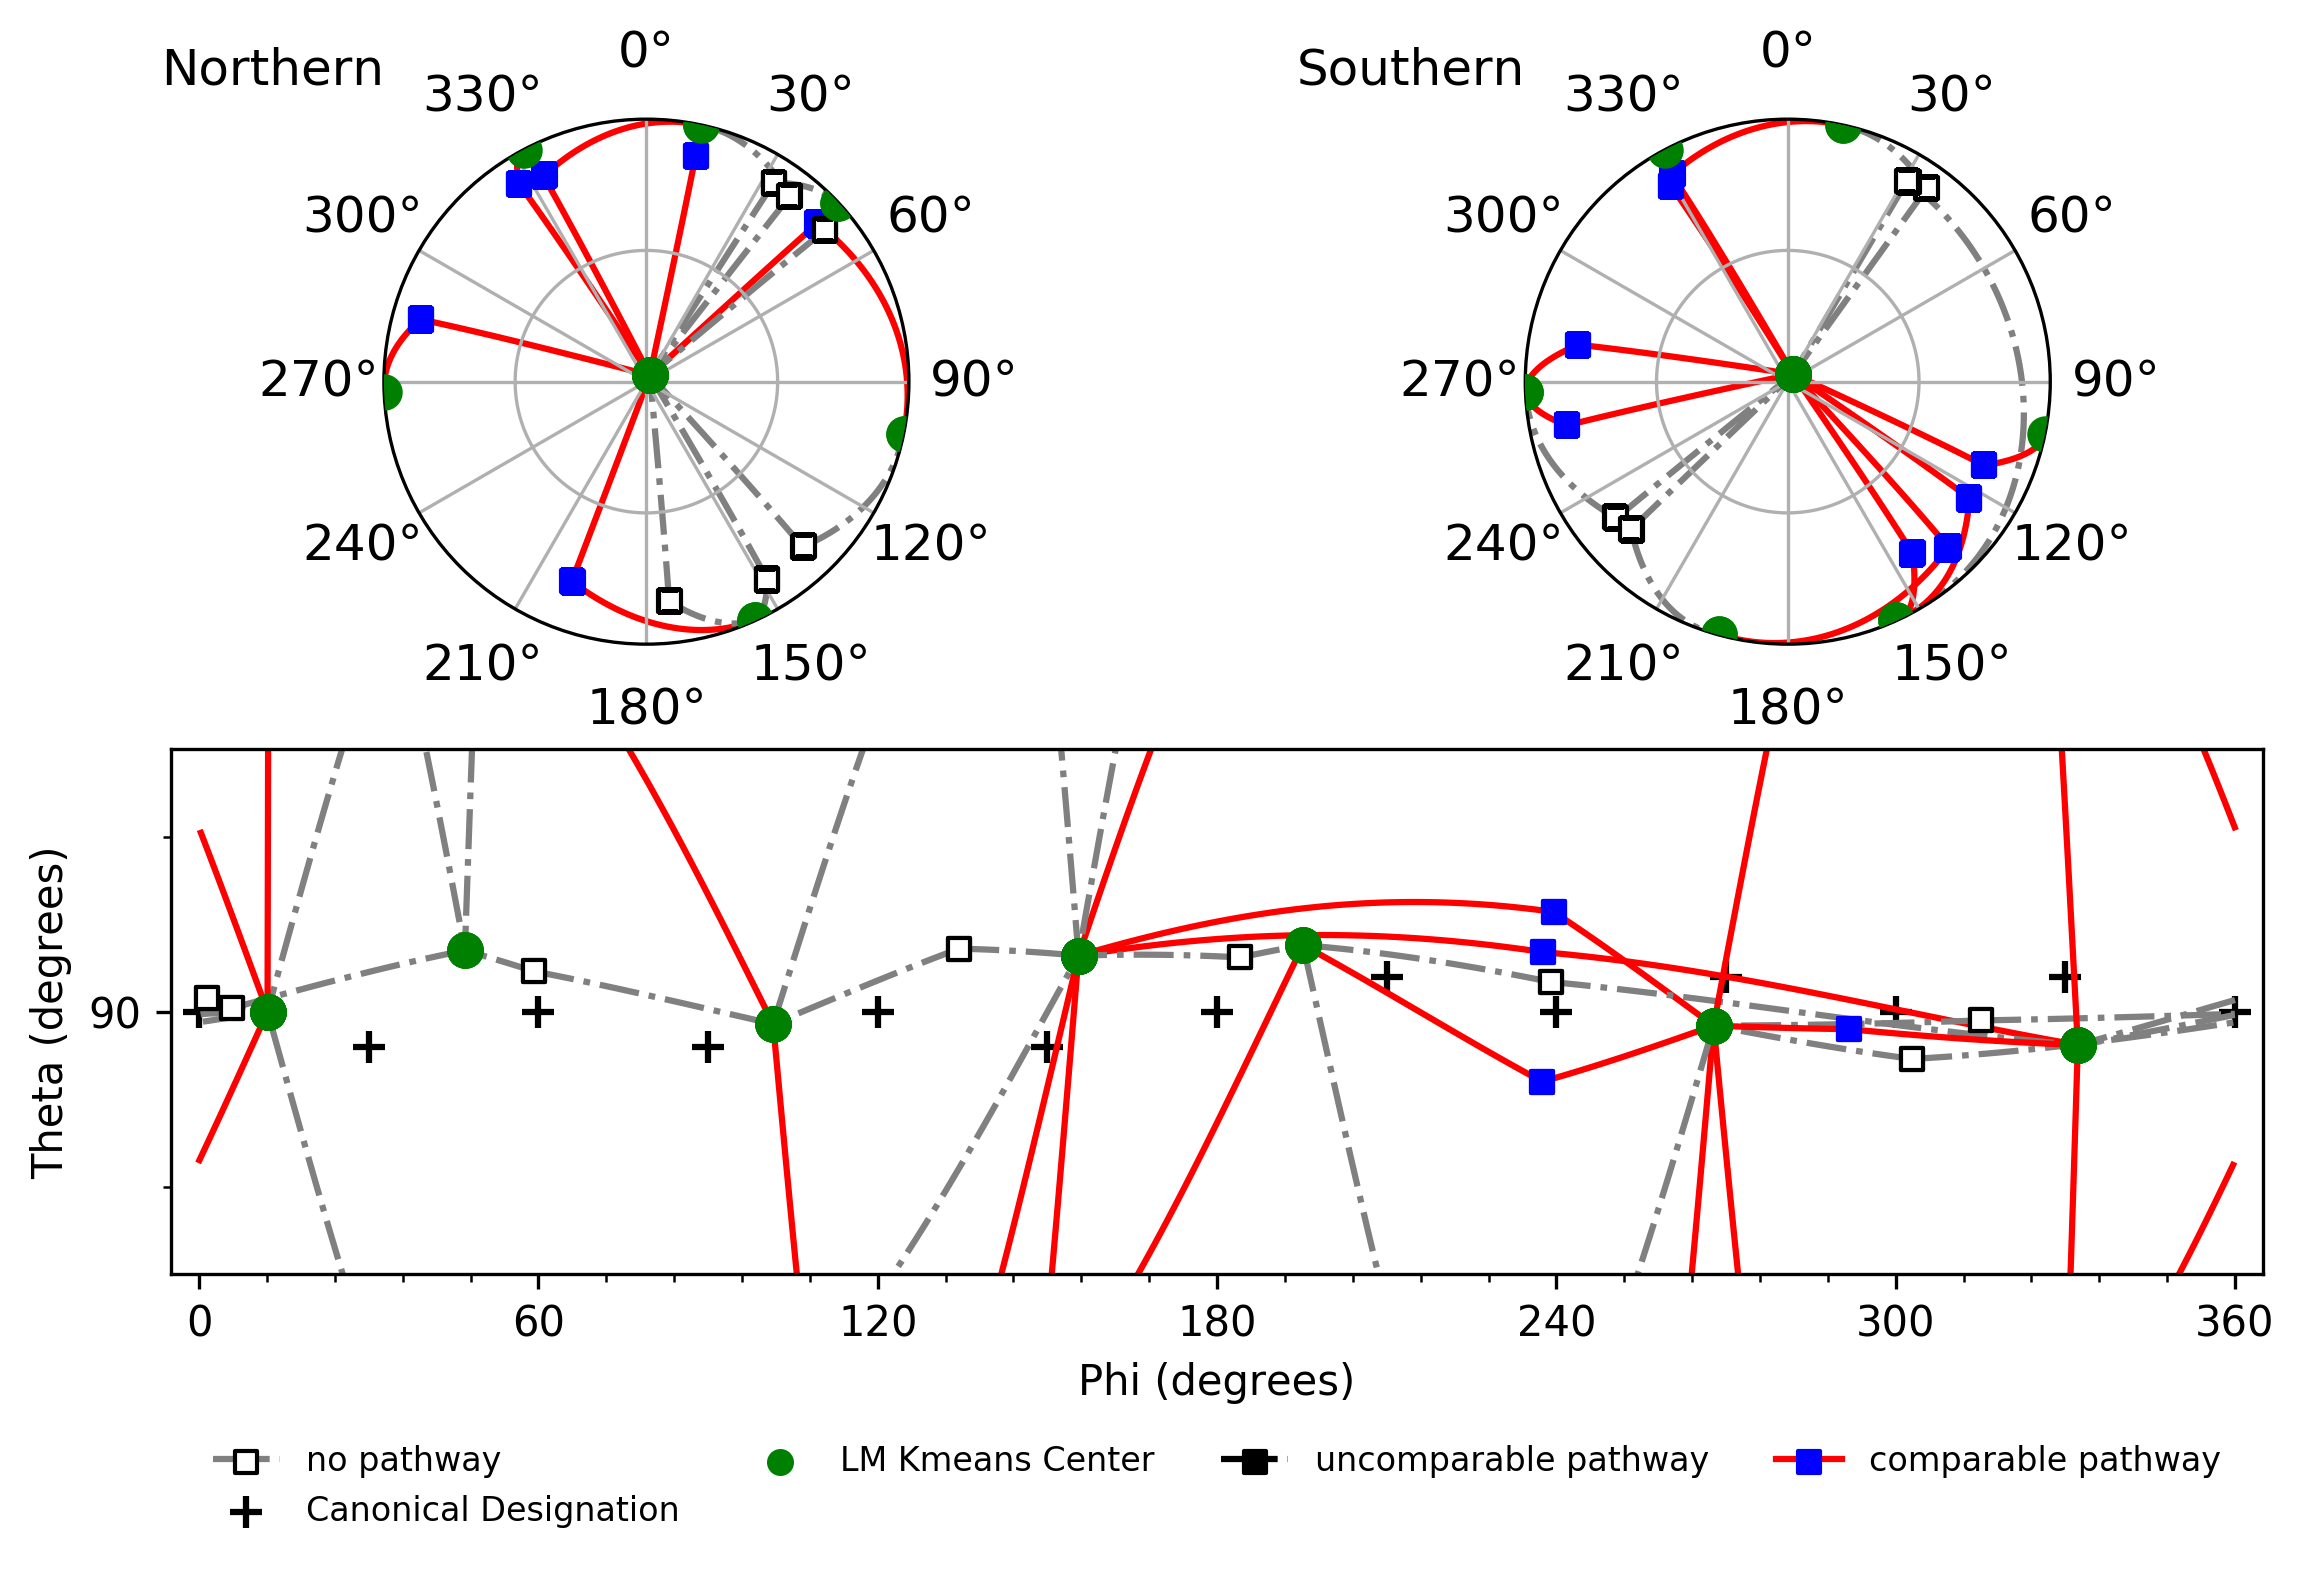 Northern
0°
30°
60°
90°
120°
150°
180°
210°
240°
270°
300°
330°
Southern
0°
30°
60°
90°
120°
150°
180°
210°
240°
270°
300°
330°
Theta (degrees)
90
0 60 120 180 240 300 360
Phi (degrees)
no pathway
Canonical Designation
LM Kmeans Center
uncomparable pathway
comparable pathway